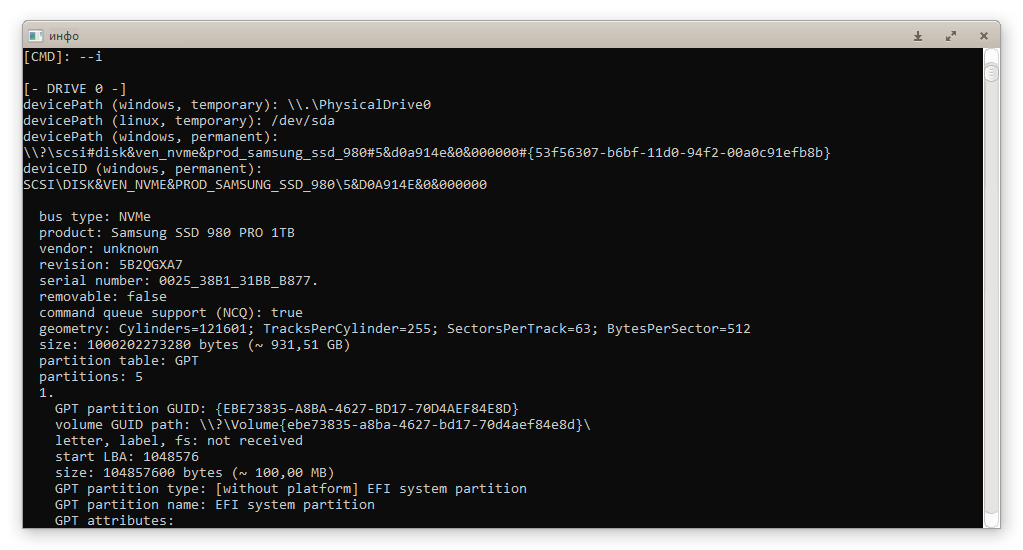 инфо
[CMD]: --i
[- DRIVE 0 -]
devicePath (windows, temporary): \\.\PhysicalDrive0
devicePath (linux, temporary): /dev/sda
devicePath (windows, permanent):
\\?\scsi#disk&ven_nvme&prod_samsung_ssd_980#5&d0a914e&0&000000#{53f56307-b6bf-11d0-94f2-00a0c91efb8b}
deviceID (windows, permanent):
SCSI\DISK&VEN_NVME&PROD_SAMSUNG_SSD_980\5&D0A914E&0&000000
bus type: NVMe
product: Samsung SSD 980 PRO 1TB
vendor: unknown
revision: 5B2QGXA7
serial number: 0025_38B1_31BB_B877.
removable: false
command queue support (NCQ): true
geometry: Cylinders=121601; TracksPerCylinder=255; SectorsPerTrack=63; BytesPerSector=512
size: 1000202273280 bytes (~ 931,51 GB)
partition table: GPT
partitions: 5
1.
GPT partition GUID: {EBE73835-A8BA-4627-BD17-70D4AEF84E8D}
volume GUID path: \\?\Volume{ebe73835-a8ba-4627-bd17-70d4aef84e8d}\
letter, label, fs: not received
start LBA: 1048576
size: 104857600 bytes (~ 100,00 MB)
GPT partition type: [without platform] EFI system partition
GPT partition name: EFI system partition
GPT attributes: